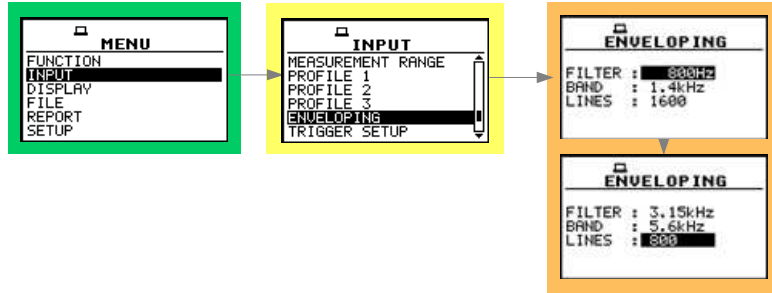 MENU
FUNCTION
INPUT
DISPLAY
FILE
REPORT
SETUP
INPUT
MEASUREMENT RANGE
PROFILE 1
PROFILE 2
PROFILE 3
ENVELOPING
TRIGGER SETUP
ENVELOPING
FILTER : 800Hz
BAND : 1.4kHz
LINES : 1600
ENVELOPING
FILTER : 3.15kHz
BAND : 5.6kHz
LINES : 800